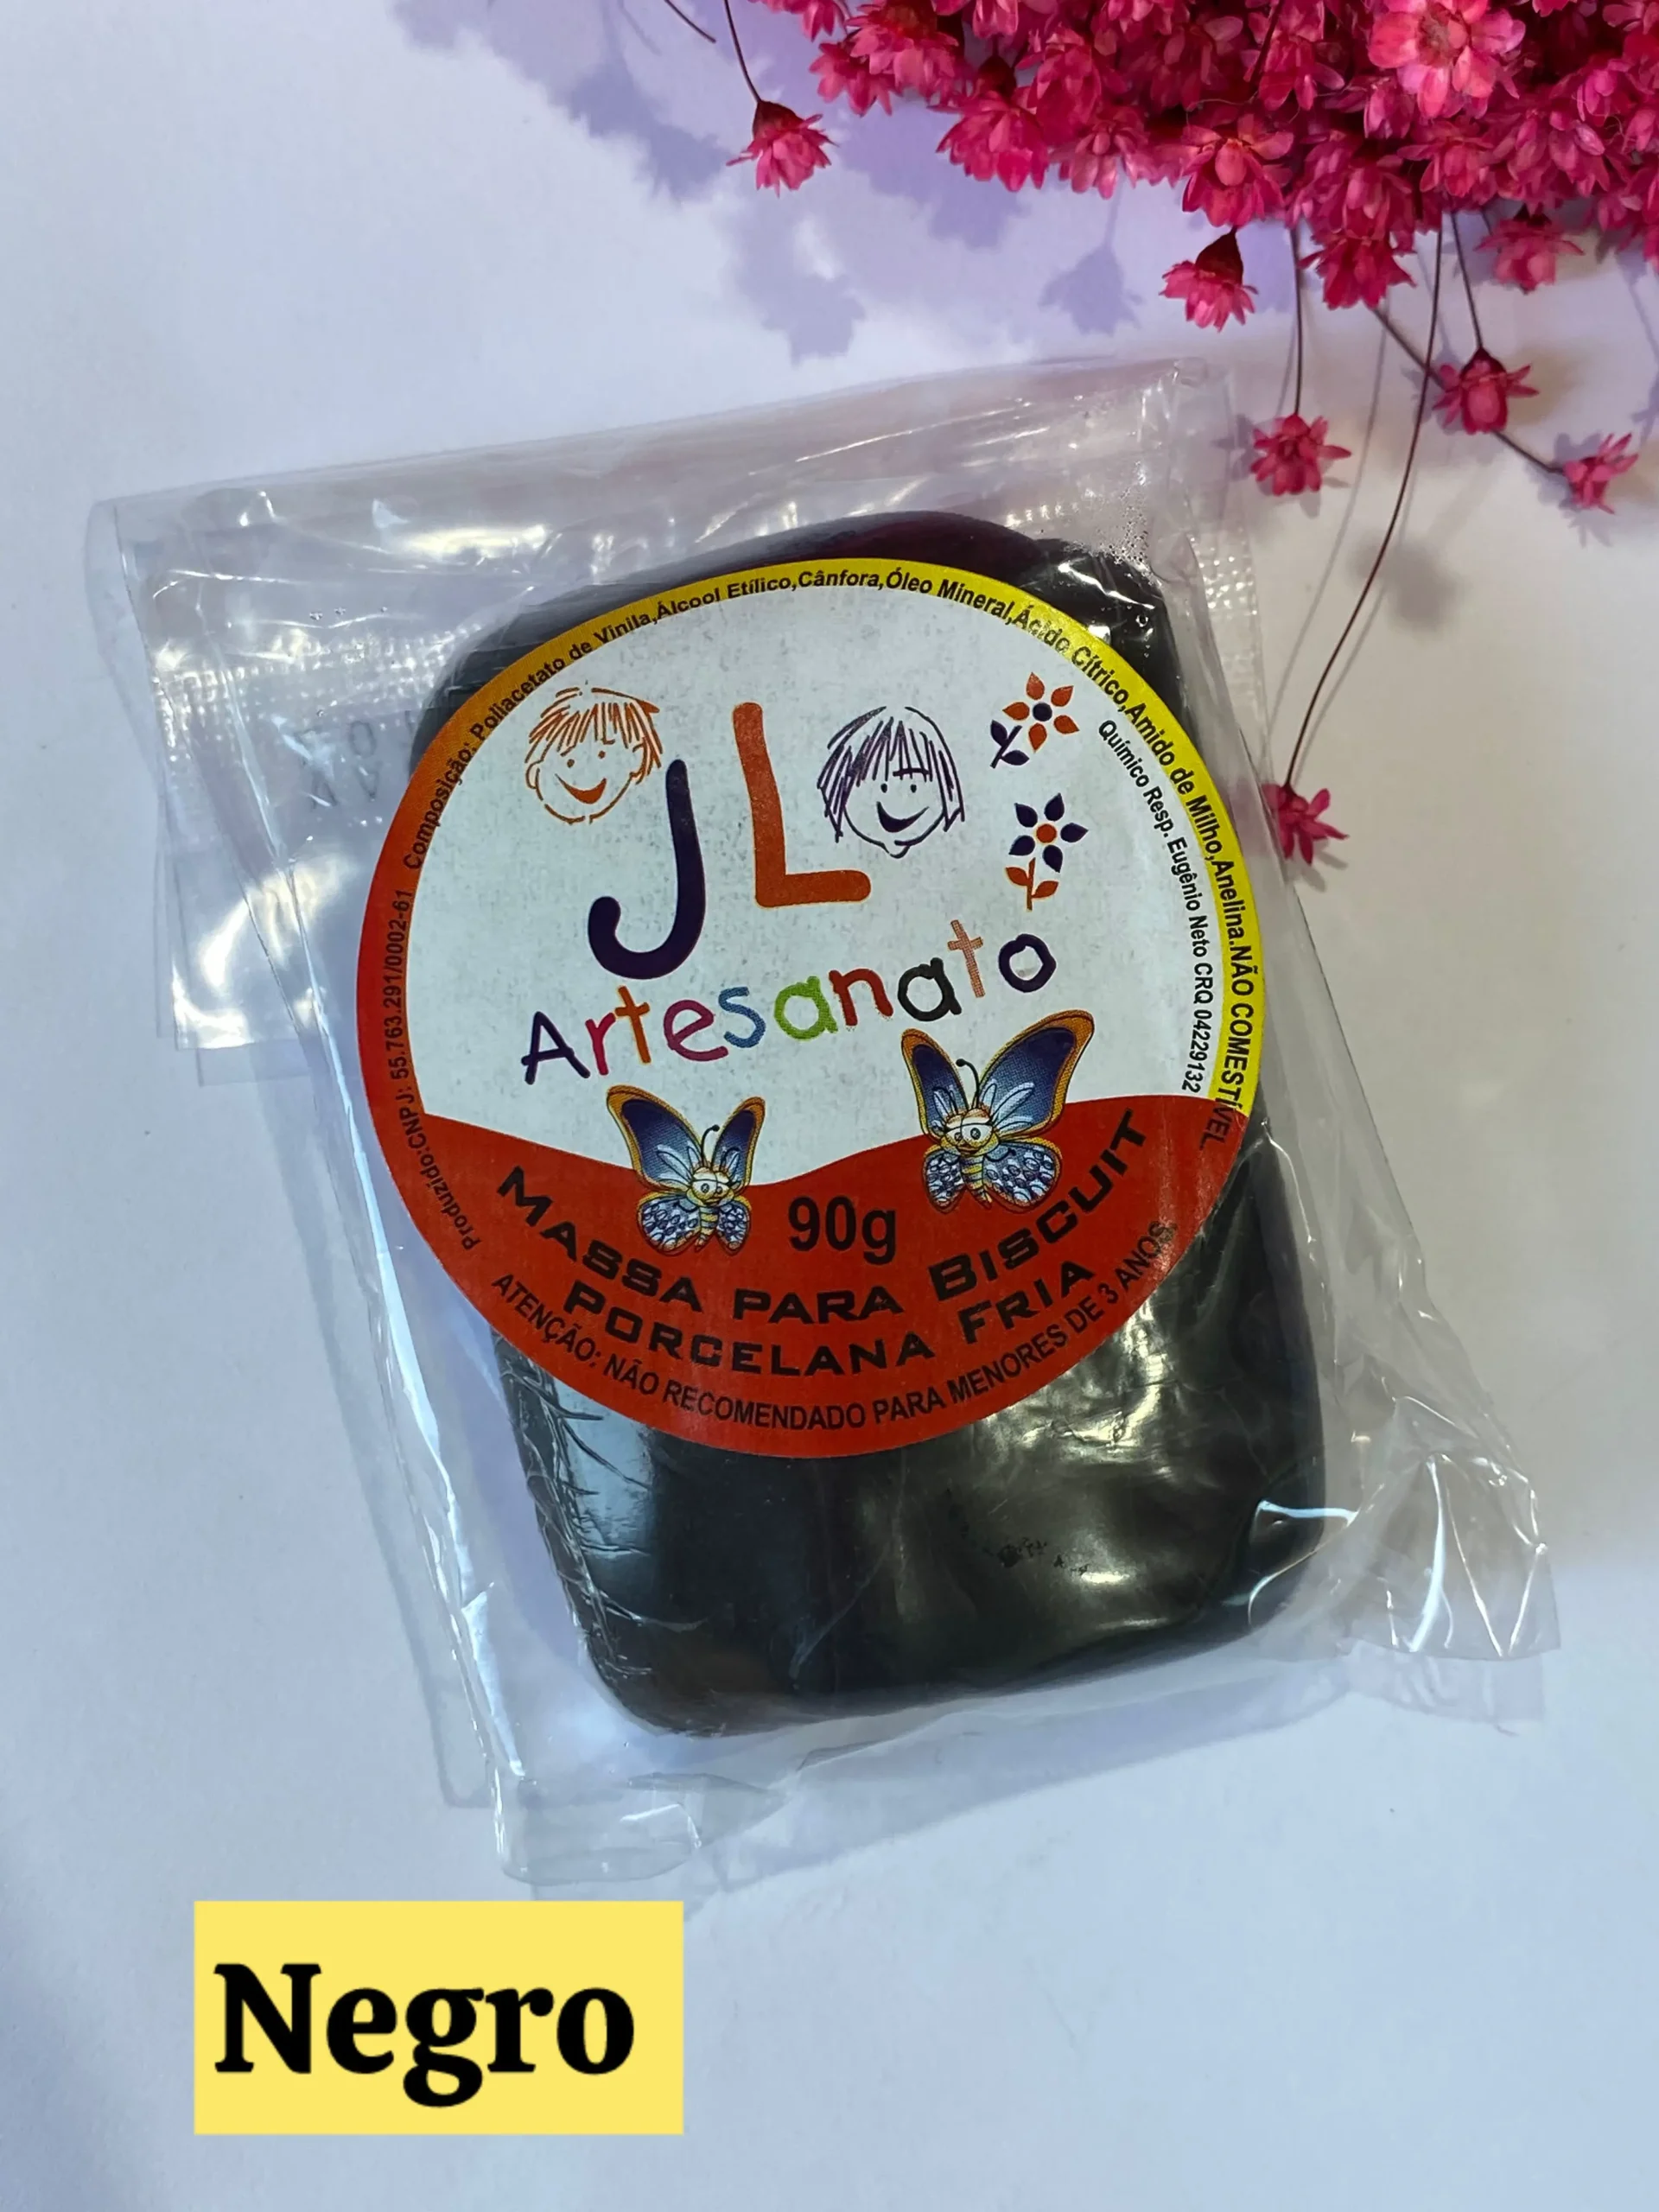 Composição: Poliacetato de Vinila,Álcool Etílico,Cânfora,Óleo Mineral,Ácido Cítrico,Amido de Milho,Anelina.NÃO COMESTÍVEL
Químico Resp. Eugênio Neto CRQ 04229132
Produzido:CNPJ: 55.763.291/0002-61
JL
Artesanato
90g
MASSA PARA BISCUIT
PORCELANA FRIA
ATENÇÃO: NÃO RECOMENDADO PARA MENORES DE 3 ANOS.
Negro